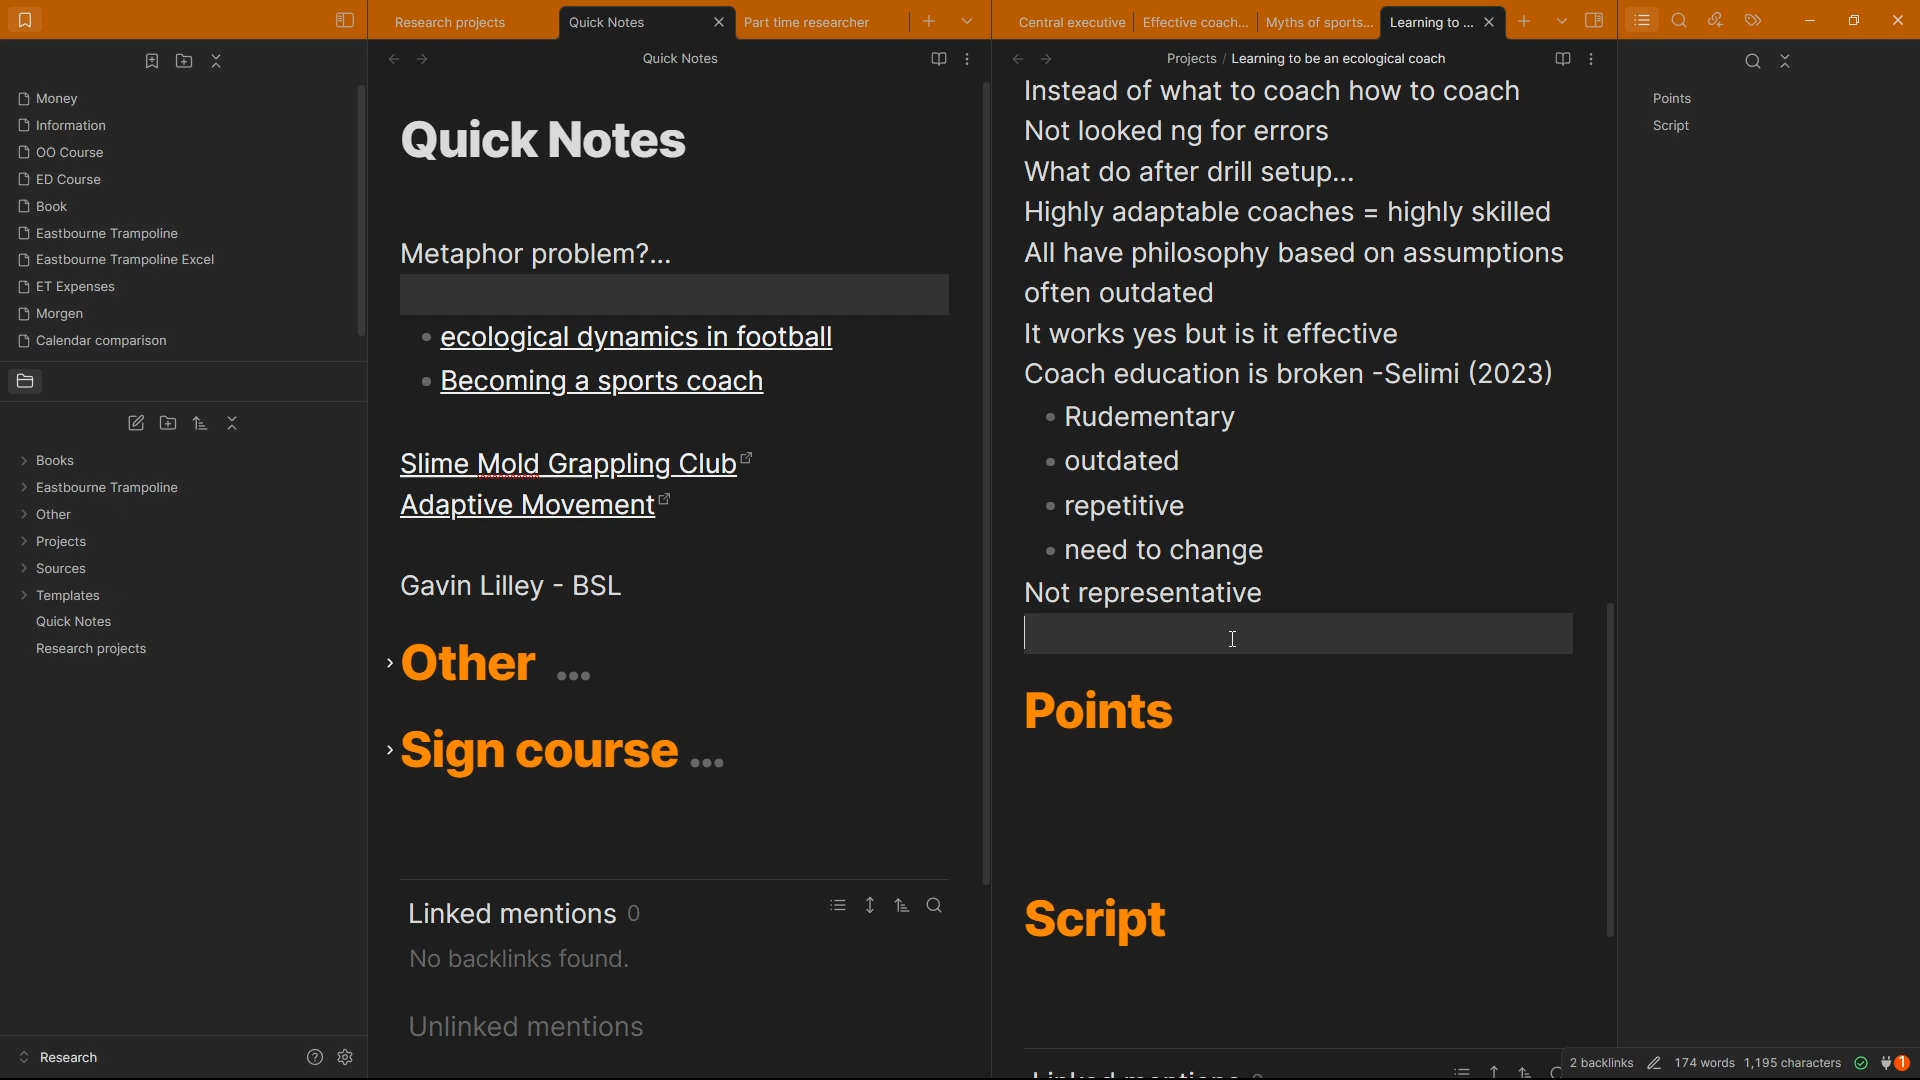 Research projects
Quick Notes
Part time researcher
Central executive
Effective coach...
Myths of sports...
Learning to ...
Quick Notes
Projects / Learning to be an ecological coach
Money
Information
OO Course
ED Course
Book
Eastbourne Trampoline
Eastbourne Trampoline Excel
ET Expenses
Morgen
Calendar comparison
Books
Eastbourne Trampoline
Other
Projects
Sources
Templates
Quick Notes
Research projects
Research
Quick Notes
Metaphor problem?...
ecological dynamics in football
Becoming a sports coach
Slime Mold Grappling Club
Adaptive Movement
Gavin Lilley - BSL
Other ...
Sign course ...
Linked mentions 0
No backlinks found.
Unlinked mentions
Instead of what to coach how to coach
Not looked ng for errors
What do after drill setup...
Highly adaptable coaches = highly skilled
All have philosophy based on assumptions
often outdated
It works yes but is it effective
Coach education is broken -Selimi (2023)
Rudementary
outdated
repetitive
need to change
Not representative
Points
Script
Points
Script
2 backlinks
174 words
1,195 characters
1